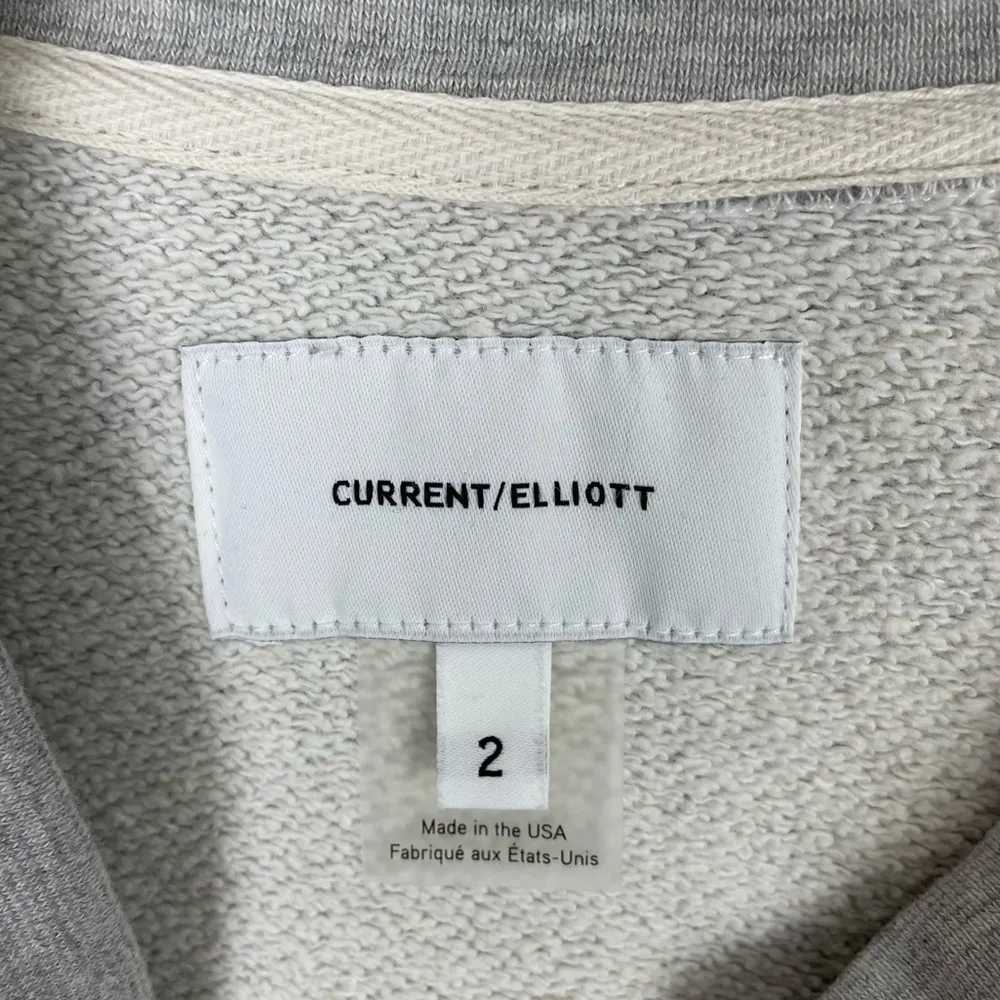 CURRENT/ELLIOTT
2
Made in the USA
Fabriqué aux États-Unis